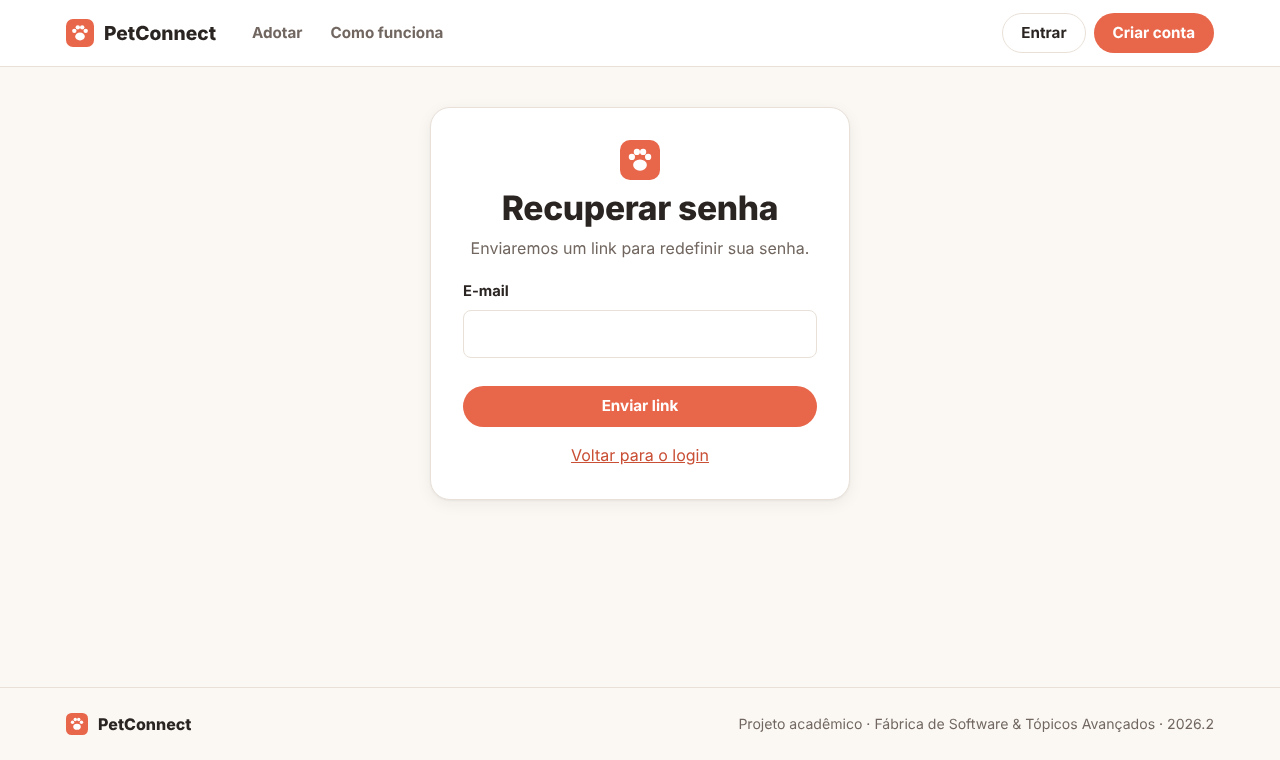 PetConnect
Adotar
Como funciona
Entrar
Criar conta
Recuperar senha
Enviaremos um link para redefinir sua senha.
E-mail
Enviar link
Voltar para o login
PetConnect
Projeto acadêmico · Fábrica de Software & Tópicos Avançados · 2026.2